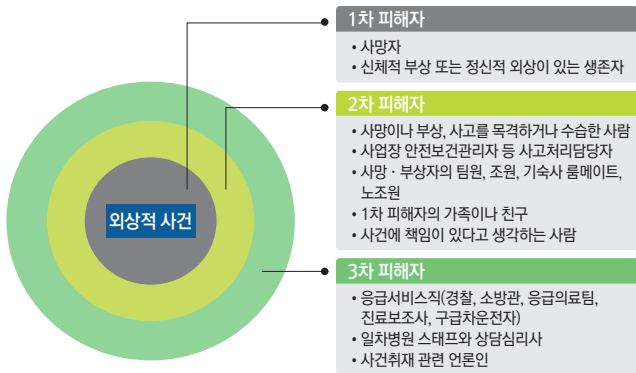 1차 피해자
• 사망자
• 신체적 부상 또는 정신적 외상이 있는 생존자
2차 피해자
• 사망이나 부상, 사고를 목격하거나 수습한 사람
• 사업장 안전보건관리자 등 사고처리담당자
• 사망 · 부상자의 팀원, 조원, 기숙사 룸메이트,
노조원
• 1차 피해자의 가족이나 친구
• 사건에 책임이 있다고 생각하는 사람
외상적 사건
3차 피해자
• 응급서비스직(경찰, 소방관, 응급의료팀,
진료보조사, 구급차운전자)
• 일차병원 스태프와 상담심리사
• 사건취재 관련 언론인